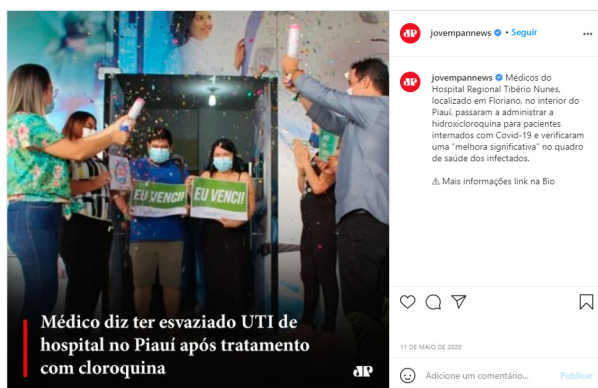 EU VENCI!
EU VENCI!
Médico diz ter esvaziado UTI de
hospital no Piauí após tratamento
com cloroquina
JP
JP
jovempannews • Seguir
JP
jovempannews Médicos do
Hospital Regional Tibério Nunes,
localizado em Floriano, no interior do
Piauí, passaram a administrar a
hidroxicloroquina para pacientes
internados com Covid-19 e verificaram
uma “melhora significativa” no quadro
de saúde dos infectados.
⚠ Mais informações link na Bio
11 DE MAIO DE 2020
Adicione um comentário...
Publicar